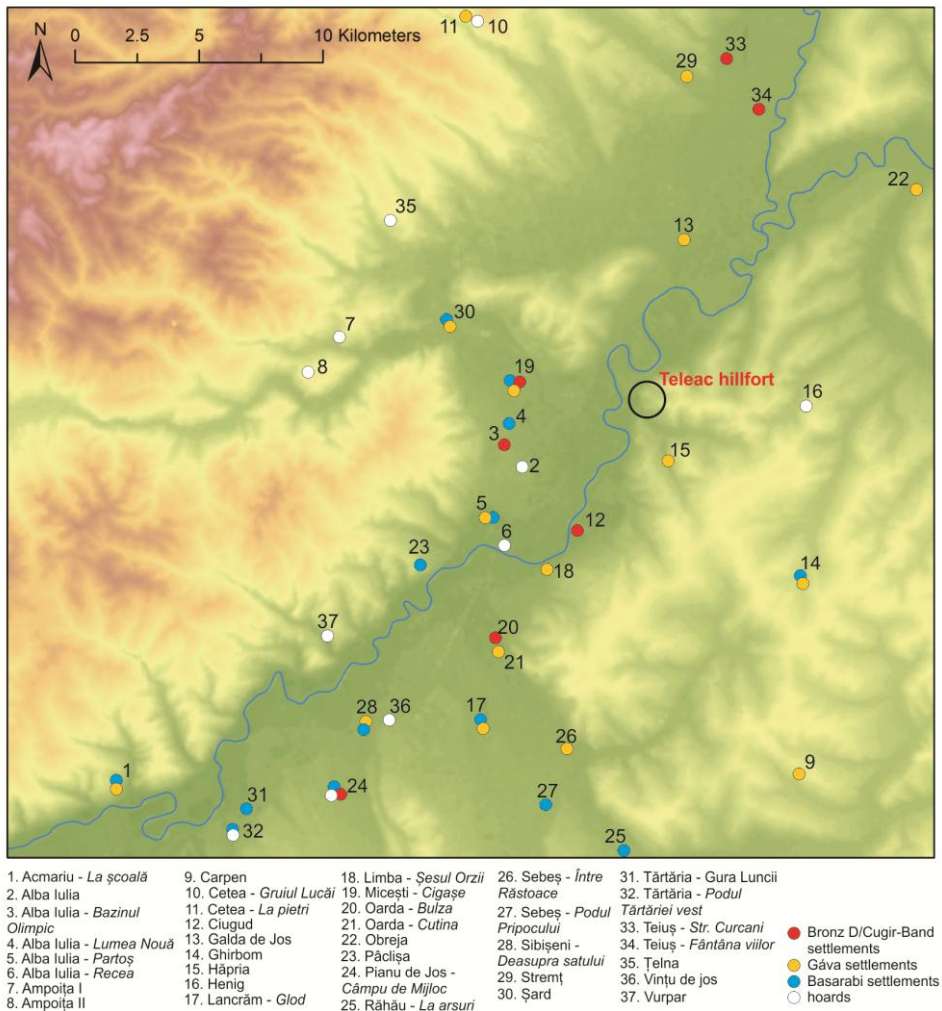 N
0 2.5 5 10 Kilometers
11
10
33
29
34
22
35
13
30
7
8
19
Teleac hillfort
16
4
3
2
15
5
6
12
23
18
14
37
20
21
28
36
17
26
9
1
24
31
27
32
25
1. Acmariu - La școală
2. Alba Iulia
3. Alba Iulia - Bazinul
Olimpic
4. Alba Iulia - Lumea Nouă
5. Alba Iulia - Partoș
6. Alba Iulia - Recea
7. Ampoița I
8. Ampoița II
9. Carpen
10. Cetea - Gruiul Lucăi
11. Cetea - La pietri
12. Ciugud
13. Galda de Jos
14. Ghirbom
15. Hăpria
16. Henig
17. Lancrăm - Glod
18. Limba - Șesul Orzii
19. Micești - Cigașe
20. Oarda - Bulza
21. Oarda - Cutina
22. Obreja
23. Pâclișa
24. Pianu de Jos -
Câmpu de Mijloc
25. Răhău - La arsuri
26. Sebeș - Între
Răstoace
27. Sebeș - Podul
Pripocului
28. Sibișeni -
Deasupra satului
29. Stremț
30. Șard
31. Tărtăria - Gura Luncii
32. Tărtăria - Podul
Tărtăriei vest
33. Teiuș - Str. Curcani
34. Teiuș - Fântâna viilor
35. Țelna
36. Vințu de jos
37. Vurpar
Bronz D/Cugir-Band
settlements
Gáva settlements
Basarabi settlements
hoards